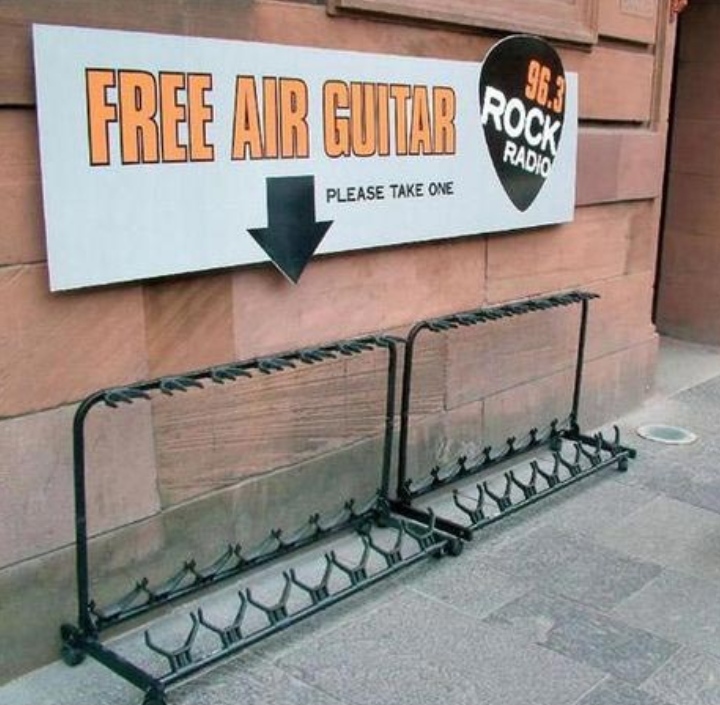 FREE AIR GUITAR
PLEASE TAKE ONE
96.3
ROCK
RADIO